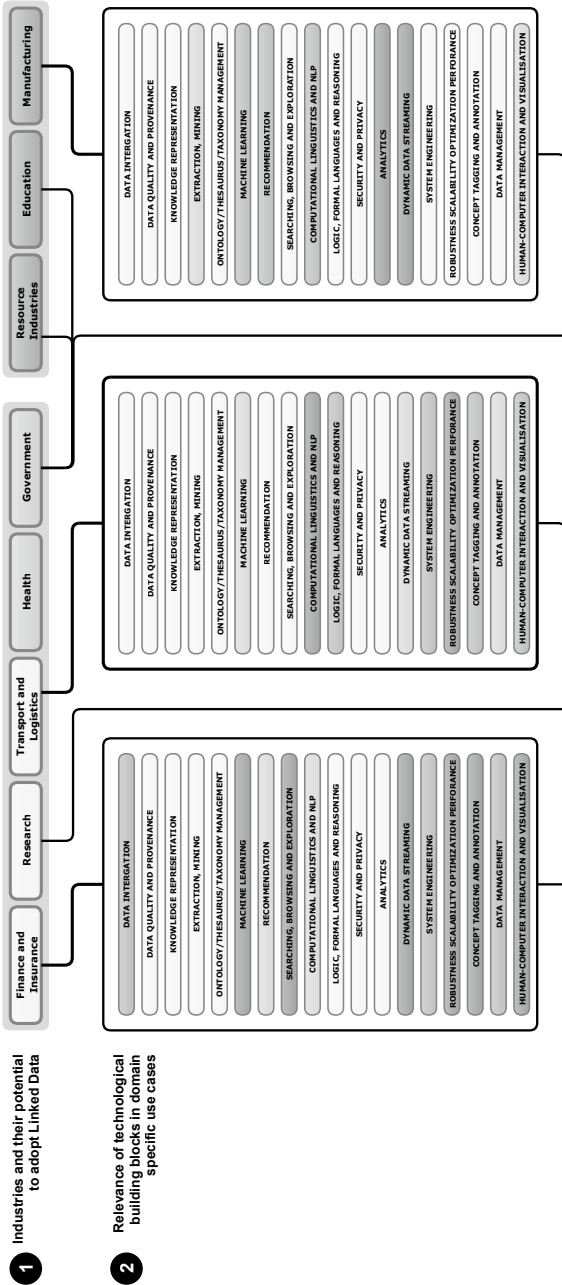 1
Industries and their potential
to adopt Linked Data
Finance and
Insurance
Research
Transport and
Logistics
Health
Government
Resource
Industries
Education
Manufacturing
2
Relevance of technological
building blocks in domain
specific use cases
DATA INTERGATION
DATA QUALITY AND PROVENANCE
KNOWLEDGE REPRESENTATION
EXTRACTION, MINING
ONTOLOGY/THESAURUS/TAXONOMY MANAGEMENT
MACHINE LEARNING
RECOMMENDATION
SEARCHING, BROWSING AND EXPLORATION
COMPUTATIONAL LINGUISTICS AND NLP
LOGIC, FORMAL LANGUAGES AND REASONING
SECURITY AND PRIVACY
ANALYTICS
DYNAMIC DATA STREAMING
SYSTEM ENGINEERING
ROBUSTNESS SCALABILITY OPTIMIZATION PERFORANCE
CONCEPT TAGGING AND ANNOTATION
DATA MANAGEMENT
HUMAN-COMPUTER INTERACTION AND VISUALISATION
DATA INTERGATION
DATA QUALITY AND PROVENANCE
KNOWLEDGE REPRESENTATION
EXTRACTION, MINING
ONTOLOGY/THESAURUS/TAXONOMY MANAGEMENT
MACHINE LEARNING
RECOMMENDATION
SEARCHING, BROWSING AND EXPLORATION
COMPUTATIONAL LINGUISTICS AND NLP
LOGIC, FORMAL LANGUAGES AND REASONING
SECURITY AND PRIVACY
ANALYTICS
DYNAMIC DATA STREAMING
SYSTEM ENGINEERING
ROBUSTNESS SCALABILITY OPTIMIZATION PERFORANCE
CONCEPT TAGGING AND ANNOTATION
DATA MANAGEMENT
HUMAN-COMPUTER INTERACTION AND VISUALISATION
DATA INTERGATION
DATA QUALITY AND PROVENANCE
KNOWLEDGE REPRESENTATION
EXTRACTION, MINING
ONTOLOGY/THESAURUS/TAXONOMY MANAGEMENT
MACHINE LEARNING
RECOMMENDATION
SEARCHING, BROWSING AND EXPLORATION
COMPUTATIONAL LINGUISTICS AND NLP
LOGIC, FORMAL LANGUAGES AND REASONING
SECURITY AND PRIVACY
ANALYTICS
DYNAMIC DATA STREAMING
SYSTEM ENGINEERING
ROBUSTNESS SCALABILITY OPTIMIZATION PERFORANCE
CONCEPT TAGGING AND ANNOTATION
DATA MANAGEMENT
HUMAN-COMPUTER INTERACTION AND VISUALISATION